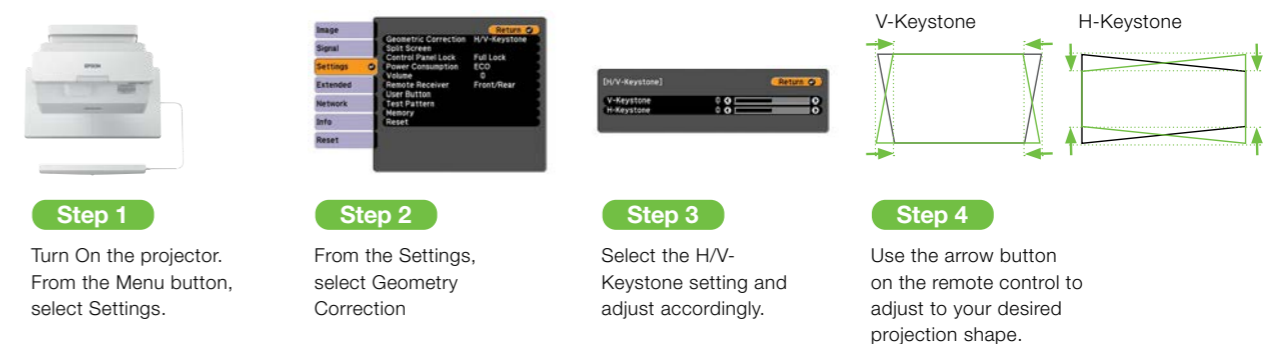 EPSON
Image
Signal
Settings
Extended
Network
Info
Reset
Return
Geometric Correction H/V-Keystone
Split Screen
Control Panel Lock Full Lock
Power Consumption ECO
Volume 0
Remote Receiver Front/Rear
User Button
Test Pattern
Memory
Reset
[H/V-Keystone] Return
V-Keystone 0
H-Keystone 0
V-Keystone H-Keystone
Step 1
Turn On the projector.
From the Menu button,
select Settings.
Step 2
From the Settings,
select Geometry
Correction
Step 3
Select the H/V-
Keystone setting and
adjust accordingly.
Step 4
Use the arrow button
on the remote control to
adjust to your desired
projection shape.